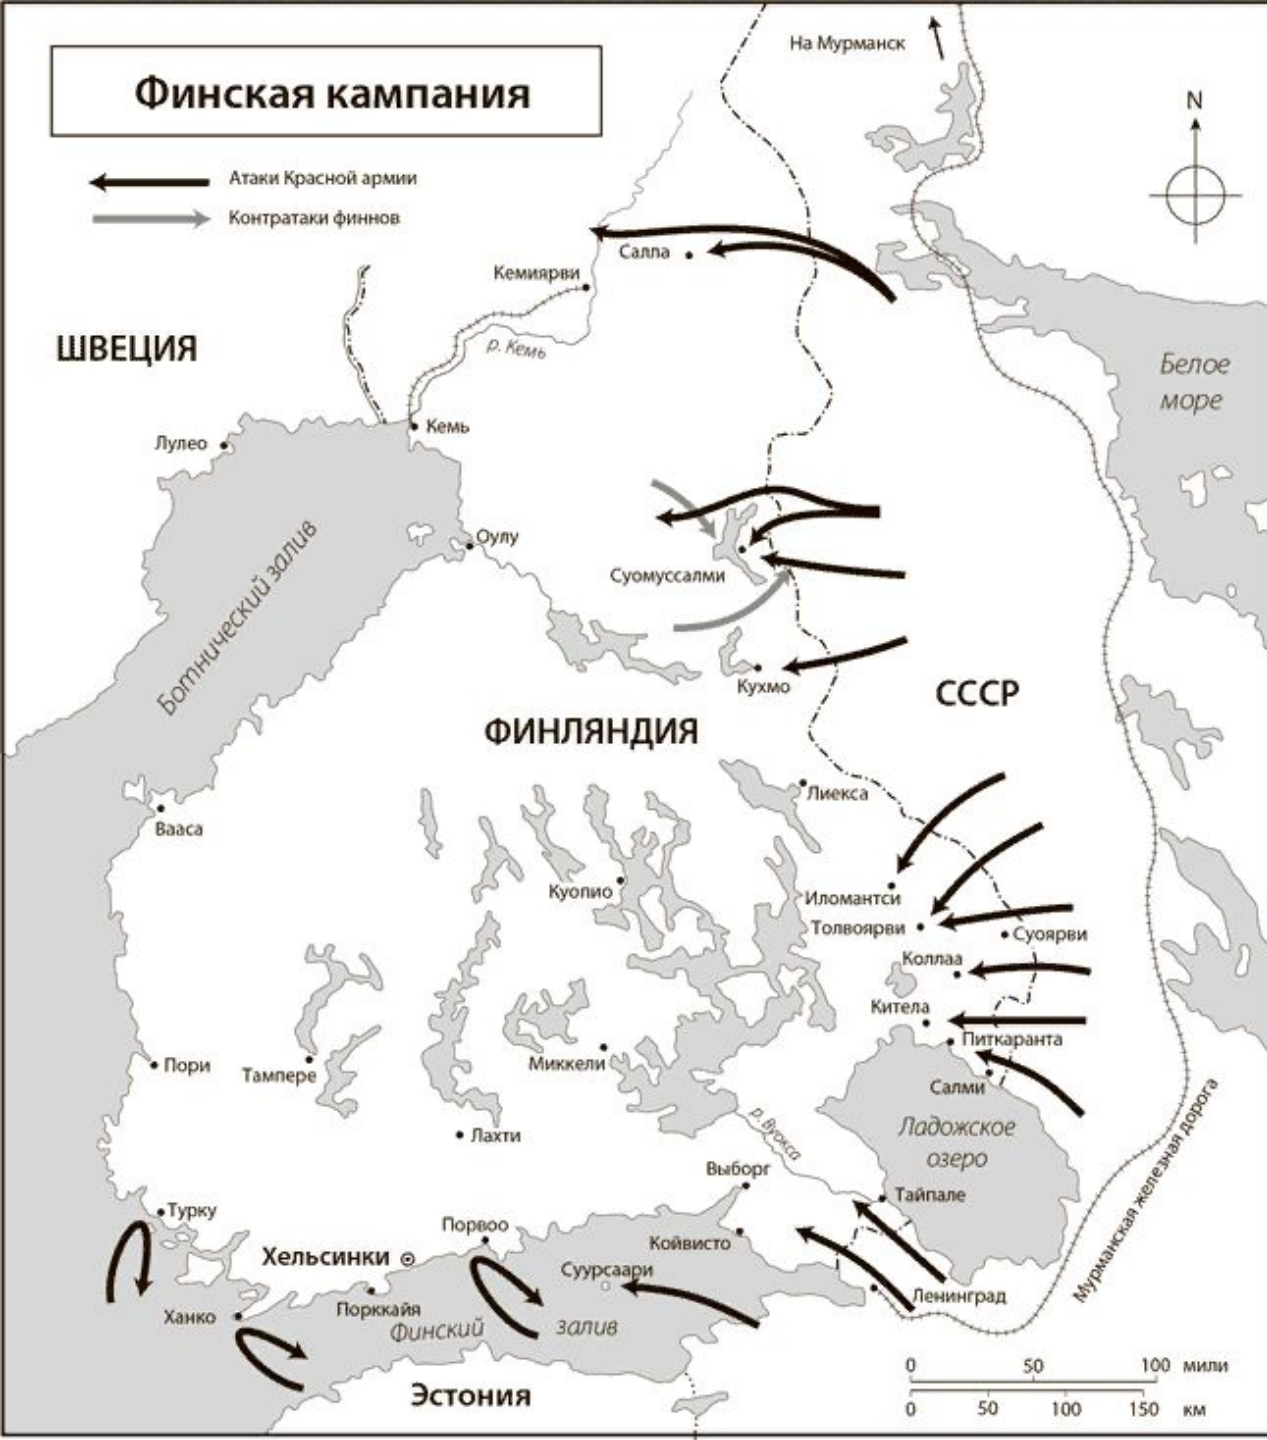 На Мурманск
Финская кампания
N
Атаки Красной армии
Контратаки финнов
Салла
Кемиярви
ШВЕЦИЯ
р. Кемь
Белое
море
Кемь
Лулео
Оулу
Ботнический залив
Суомуссалми
Кухмо
СССР
ФИНЛЯНДИЯ
Лиекса
Вааса
Куопио
Иломантси
Толвоярви
Суоярви
Коллаа
Китела
Питкаранта
Пори
Тампере
Миккели
Салми
Лахти
р. Вуокса
Ладожское
озеро
Мурманская железная дорога
Выборг
Тайпале
Турку
Порвоо
Койвисто
Хельсинки
Суурсаари
Ленинград
Ханко
Порккайя
Финский залив
Эстония
0 50 100 мили
0 50 100 150 км